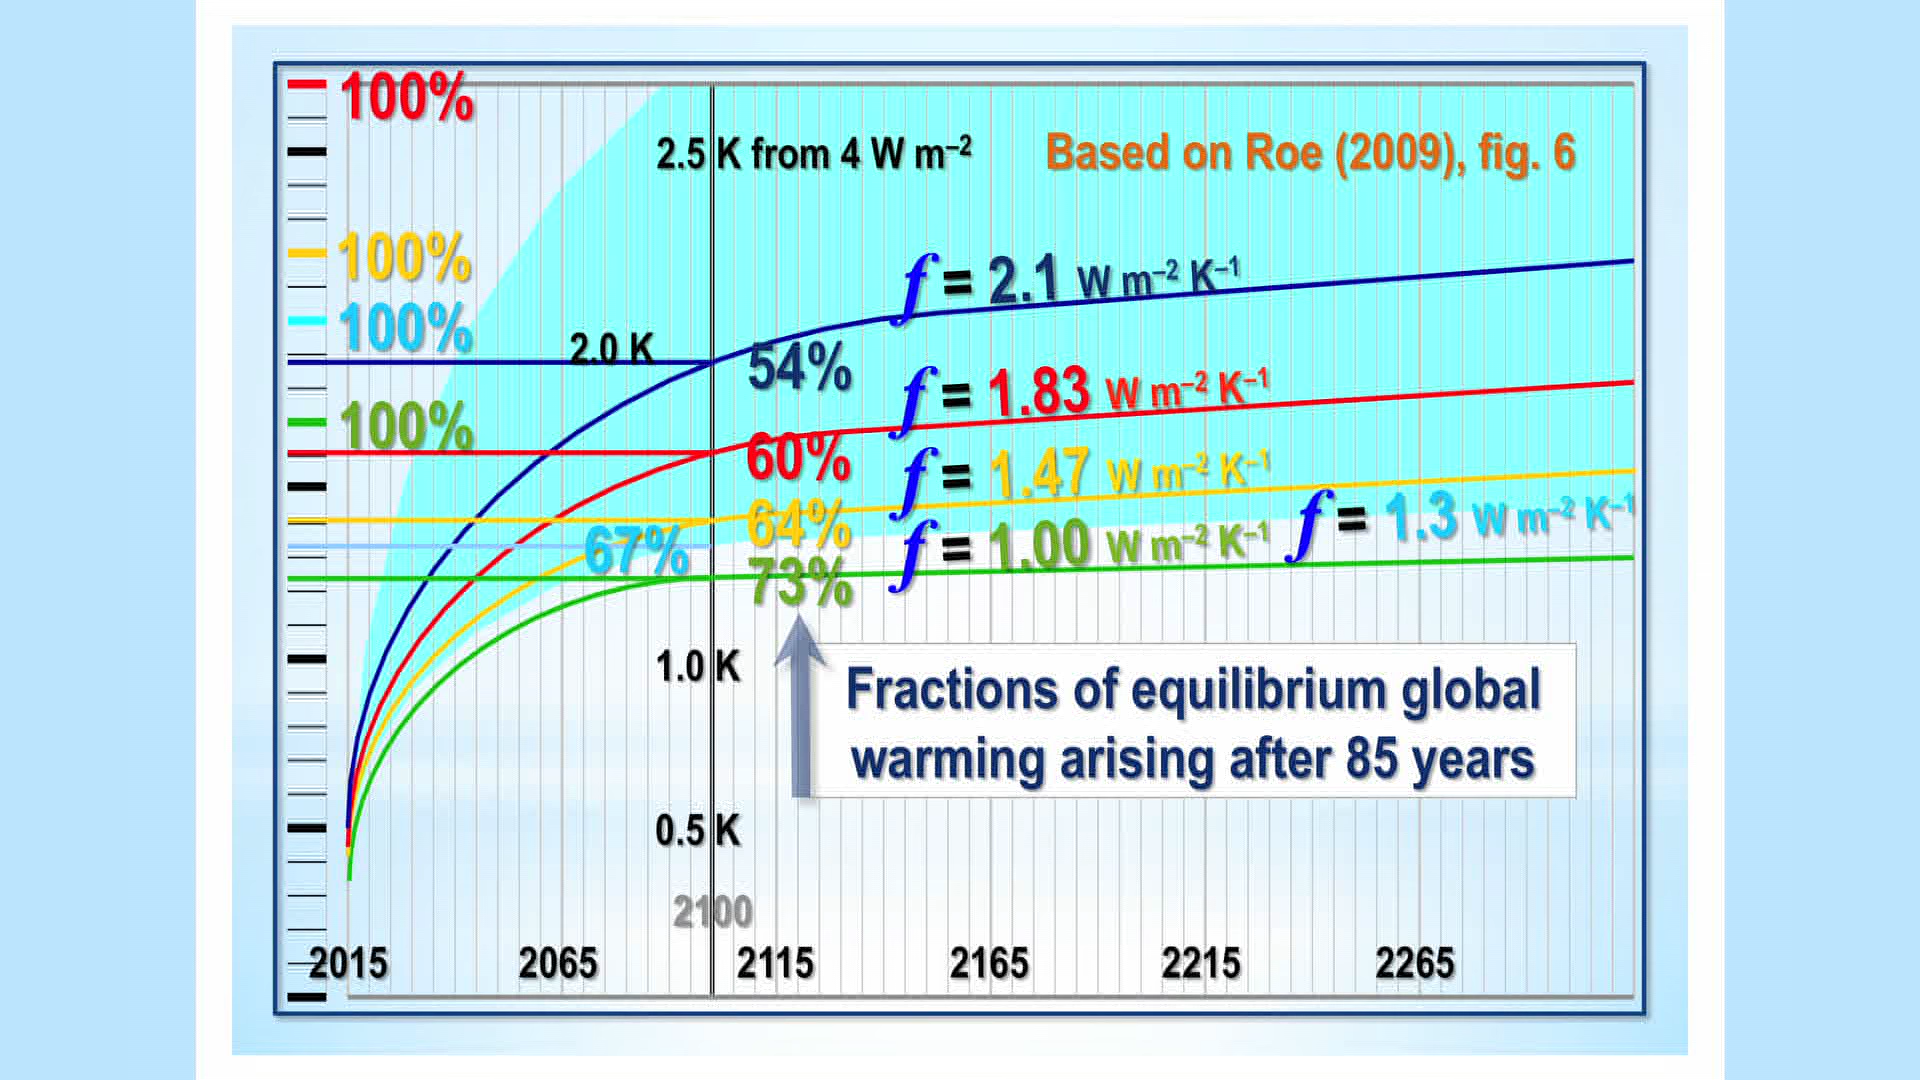 100%
2.5 K from 4 W m–2
Based on Roe (2009), fig. 6
100%
f = 2.1 W m–2 K–1
100%
2.0 K
54%
f = 1.83 W m–2 K–1
100%
60%
f = 1.47 W m–2 K–1
64%
f = 1.3 W m–2 K–1
67%
f = 1.00 W m–2 K–1
73%
1.0 K
Fractions of equilibrium global
warming arising after 85 years
0.5 K
2100
2015 2065 2115 2165 2215 2265